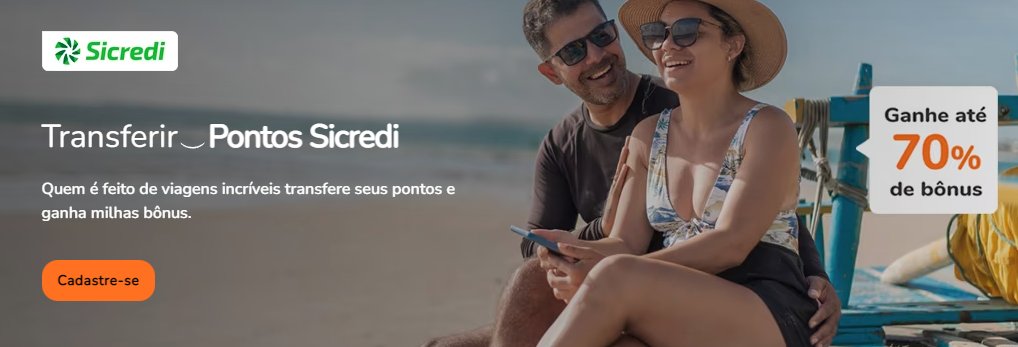 Sicredi
Transferir Pontos Sicredi
Quem é feito de viagens incríveis transfere seus pontos e
ganha milhas bônus.
Cadastre-se
Ganhe até
70%
de bônus